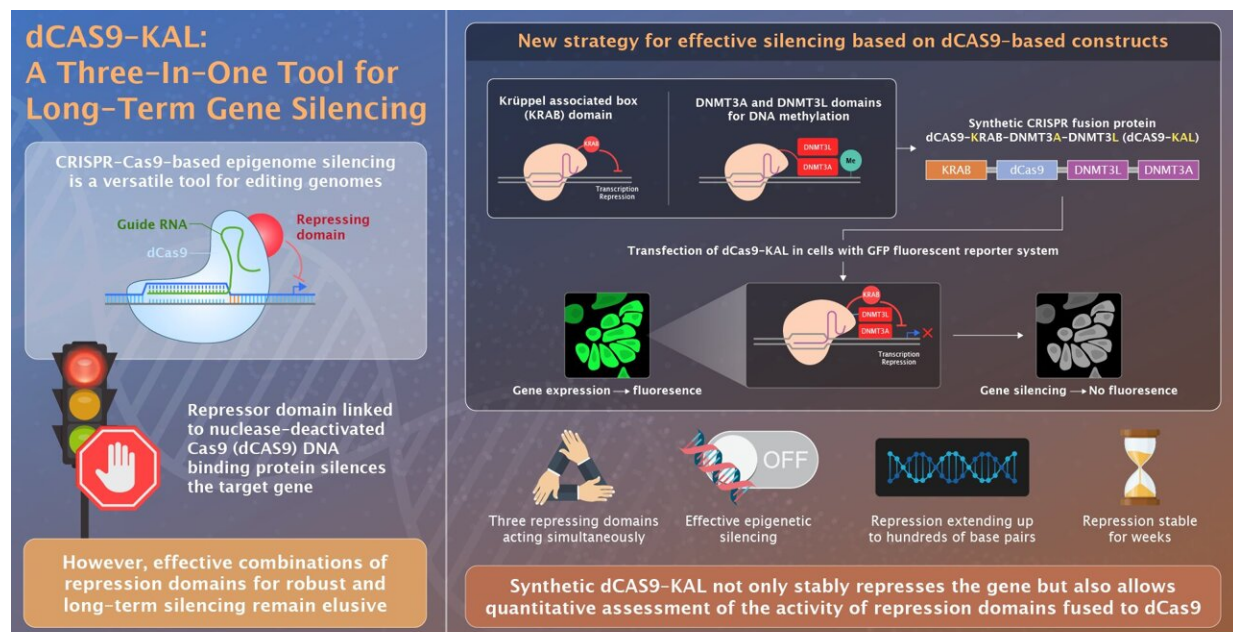 dCAS9–KAL:
A Three–In–One Tool for
Long–Term Gene Silencing
CRISPR–Cas9–based epigenome silencing
is a versatile tool for editing genomes
Guide RNA
Repressing
domain
dCas9
Repressor domain linked
to nuclease–deactivated
Cas9 (dCAS9) DNA
binding protein silences
the target gene
However, effective combinations of
repression domains for robust and
long–term silencing remain elusive
New strategy for effective silencing based on dCAS9–based constructs
Krüppel associated box
(KRAB) domain
KRAB
Transcription
Repression
DNMT3A and DNMT3L domains
for DNA methylation
DNMT3L
DNMT3A
Me
Synthetic CRISPR fusion protein
dCAS9–KRAB–DNMT3A–DNMT3L (dCAS9–KAL)
KRAB
dCas9
DNMT3L
DNMT3A
Transfection of dCas9–KAL in cells with GFP fluorescent reporter system
KRAB
DNMT3L
DNMT3A
Transcription
Repression
Gene expression → fluoresence
Gene silencing → No fluoresence
Three repressing domains
acting simultaneously
OFF
Effective epigenetic
silencing
Repression extending up
to hundreds of base pairs
Repression stable
for weeks
Synthetic dCAS9–KAL not only stably represses the gene but also allows
quantitative assessment of the activity of repression domains fused to dCas9